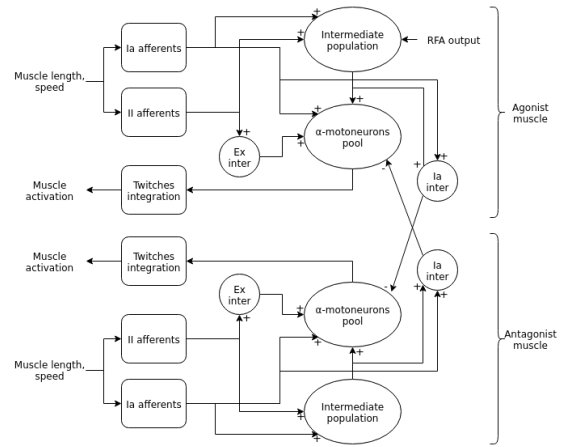 Ia afferents
Intermediate
population
RFA output
Muscle length,
speed
II afferents
Agonist
muscle
α-motoneurons
pool
Ex
inter
Ia
inter
Muscle
activation
Twitches
integration
Muscle
activation
Twitches
integration
Ia
inter
Ex
inter
α-motoneurons
pool
II afferents
Antagonist
muscle
Muscle length,
speed
Ia afferents
Intermediate
population
+
+
+
+
+
+
+
+
+
-
-
+
+
+
+
+
+
+
+
+